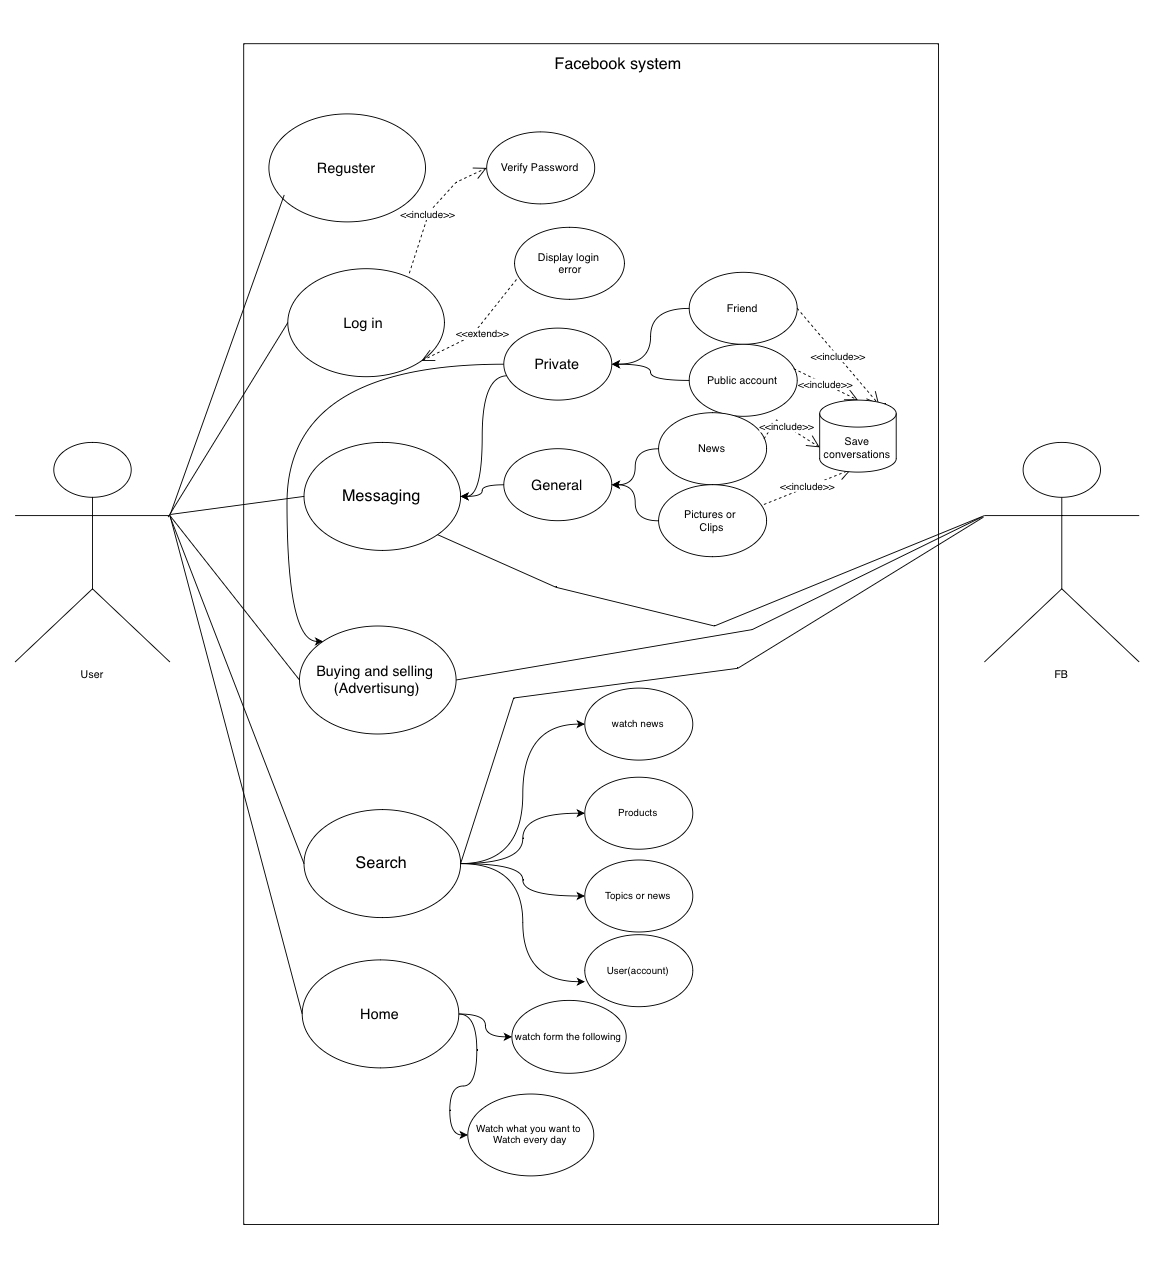 Facebook system
Reguster
Verify Password
<<include>>
Display login
error
Log in
<<extend>>
Friend
Private
<<include>>
Public account
<<include>>
<<include>>
Save
conversations
News
General
<<include>>
Messaging
Pictures or
Clips
User
FB
Buying and selling
(Advertisung)
watch news
Products
Search
Topics or news
User(account)
Home
watch form the following
Watch what you want to
Watch every day